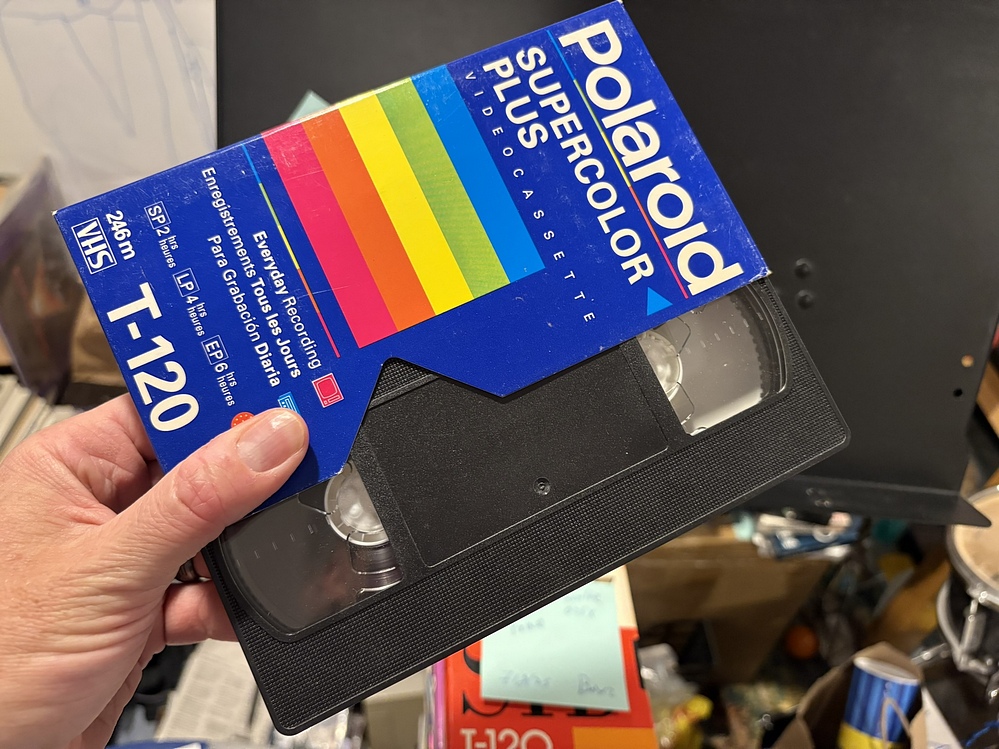 Polaroid
SUPERCOLOR
PLUS
VIDEOCASSETTE
Everyday Recording
Enregistrements Tous les Jours
Para Grabación Diaria
SP 2 hrs heures LP 4 hrs heures EP 6 hrs heures
246m
VHS
T-120
T-120